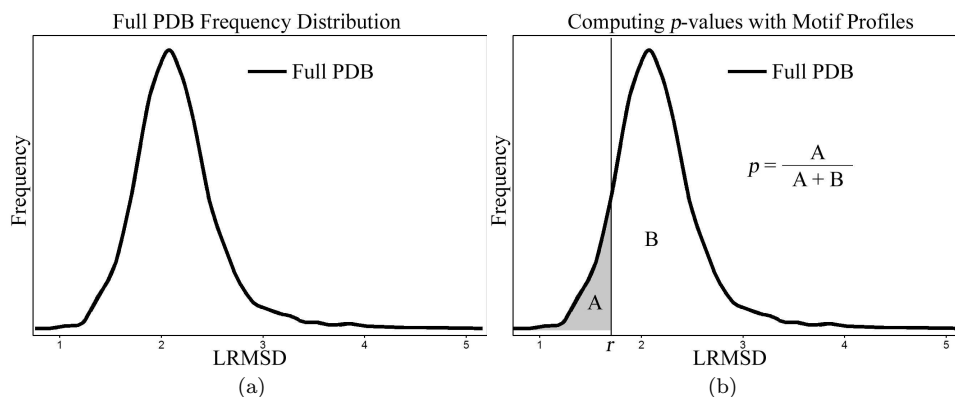 Full PDB Frequency Distribution
Full PDB
Frequency
1 2 3 4 5
LRMSD
(a)
Computing p-values with Motif Profiles
Full PDB
p = A / A + B
B
A
Frequency
1 r 2 3 4 5
LRMSD
(b)